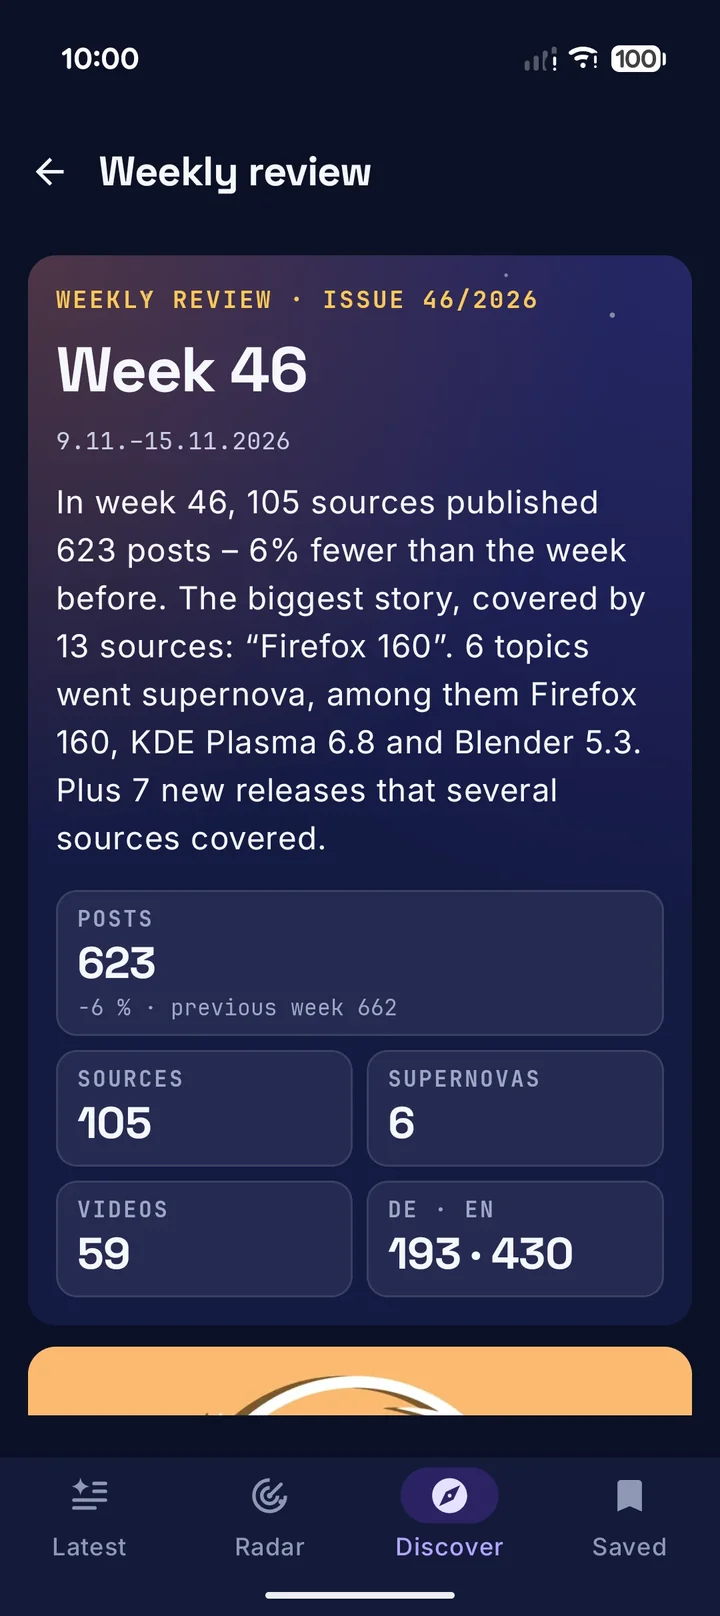 10:00
100
Weekly review
WEEKLY REVIEW · ISSUE 46/2026
Week 46
9.11.–15.11.2026
In week 46, 105 sources published
623 posts – 6% fewer than the week
before. The biggest story, covered by
13 sources: “Firefox 160”. 6 topics
went supernova, among them Firefox
160, KDE Plasma 6.8 and Blender 5.3.
Plus 7 new releases that several
sources covered.
POSTS
623
-6 % · previous week 662
SOURCES
105
SUPERNOVAS
6
VIDEOS
59
DE · EN
193 · 430
Latest
Radar
Discover
Saved